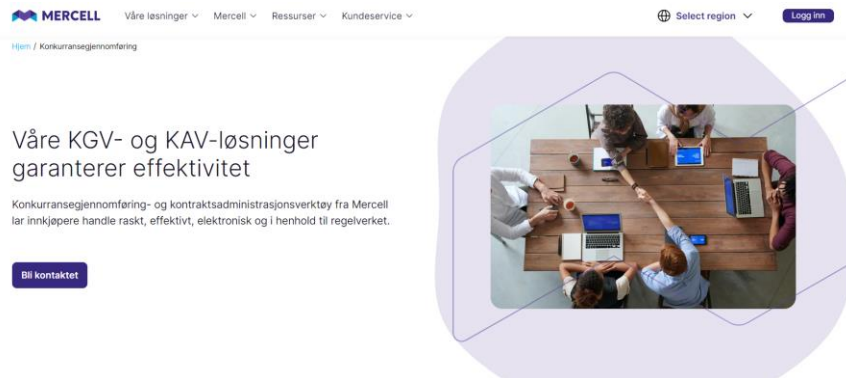 MERCELL
Våre løsninger Mercell Ressurser Kundeservice Select region Logg inn
Hjem / Konkurransegjennomføring
Våre KGV- og KAV-løsninger
garanterer effektivitet
Konkurransegjennomføring- og kontraktsadministrasjonsverktøy fra Mercell
lar innkjøpere handle raskt, effektivt, elektronisk og i henhold til regelverket.
Bli kontaktet